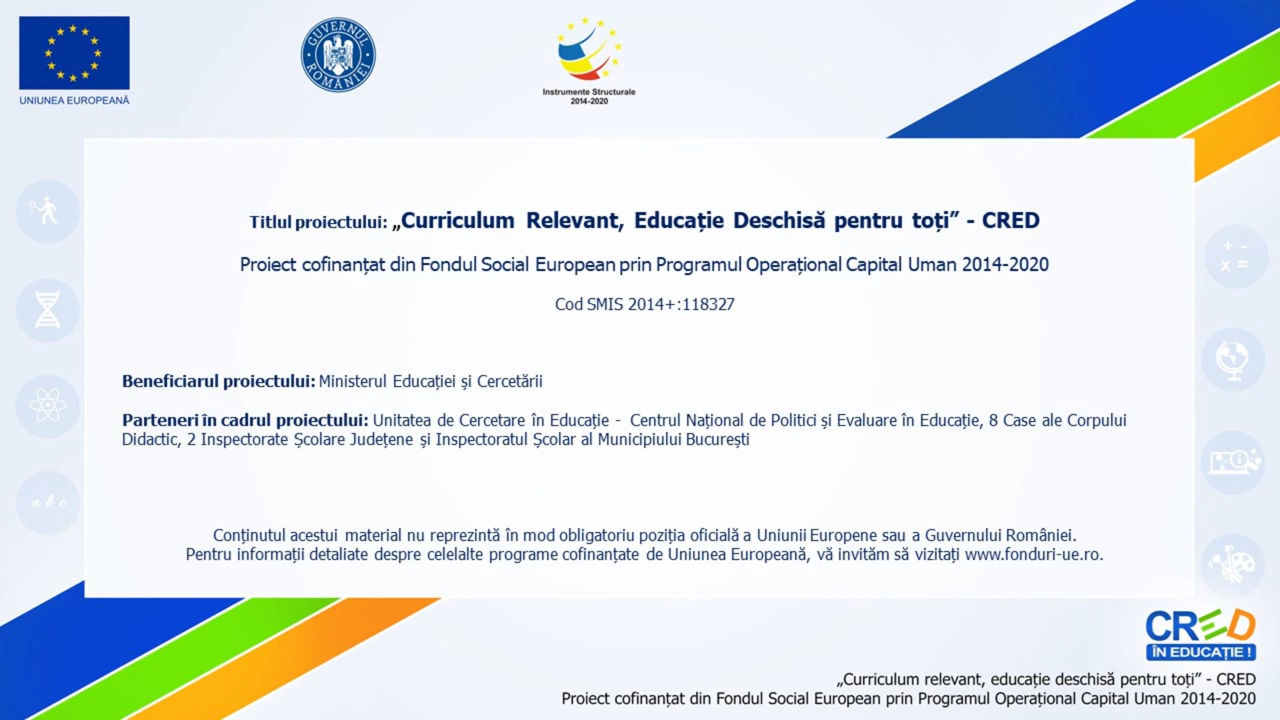 UNIUNEA EUROPEANĂ
GUVERNUL ROMÂNIEI
Instrumente Structurale
2014-2020
Titlul proiectului: „Curriculum Relevant, Educație Deschisă pentru toți” - CRED
Proiect cofinanțat din Fondul Social European prin Programul Operațional Capital Uman 2014-2020
Cod SMIS 2014+:118327
Beneficiarul proiectului: Ministerul Educației și Cercetării
Parteneri în cadrul proiectului: Unitatea de Cercetare în Educație - Centrul Național de Politici și Evaluare în Educație, 8 Case ale Corpului
Didactic, 2 Inspectorate Școlare Județene și Inspectoratul Școlar al Municipiului București
Conținutul acestui material nu reprezintă în mod obligatoriu poziția oficială a Uniunii Europene sau a Guvernului României.
Pentru informații detaliate despre celelalte programe cofinanțate de Uniunea Europeană, vă invităm să vizitați www.fonduri-ue.ro.
a b c
+ -
x =
CRED
ÎN EDUCAȚIE !
„Curriculum relevant, educație deschisă pentru toți” - CRED
Proiect cofinanțat din Fondul Social European prin Programul Operațional Capital Uman 2014-2020